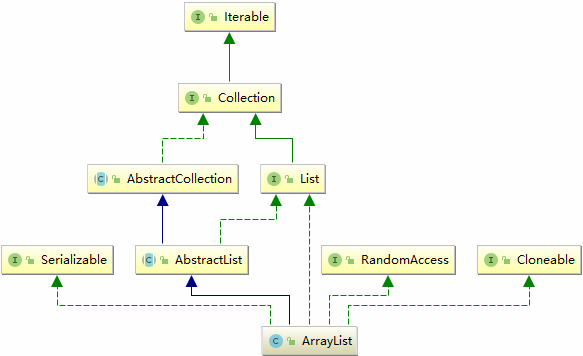 I Iterable
I Collection
C AbstractCollection
I List
I Serializable
C AbstractList
I RandomAccess
I Cloneable
C ArrayList